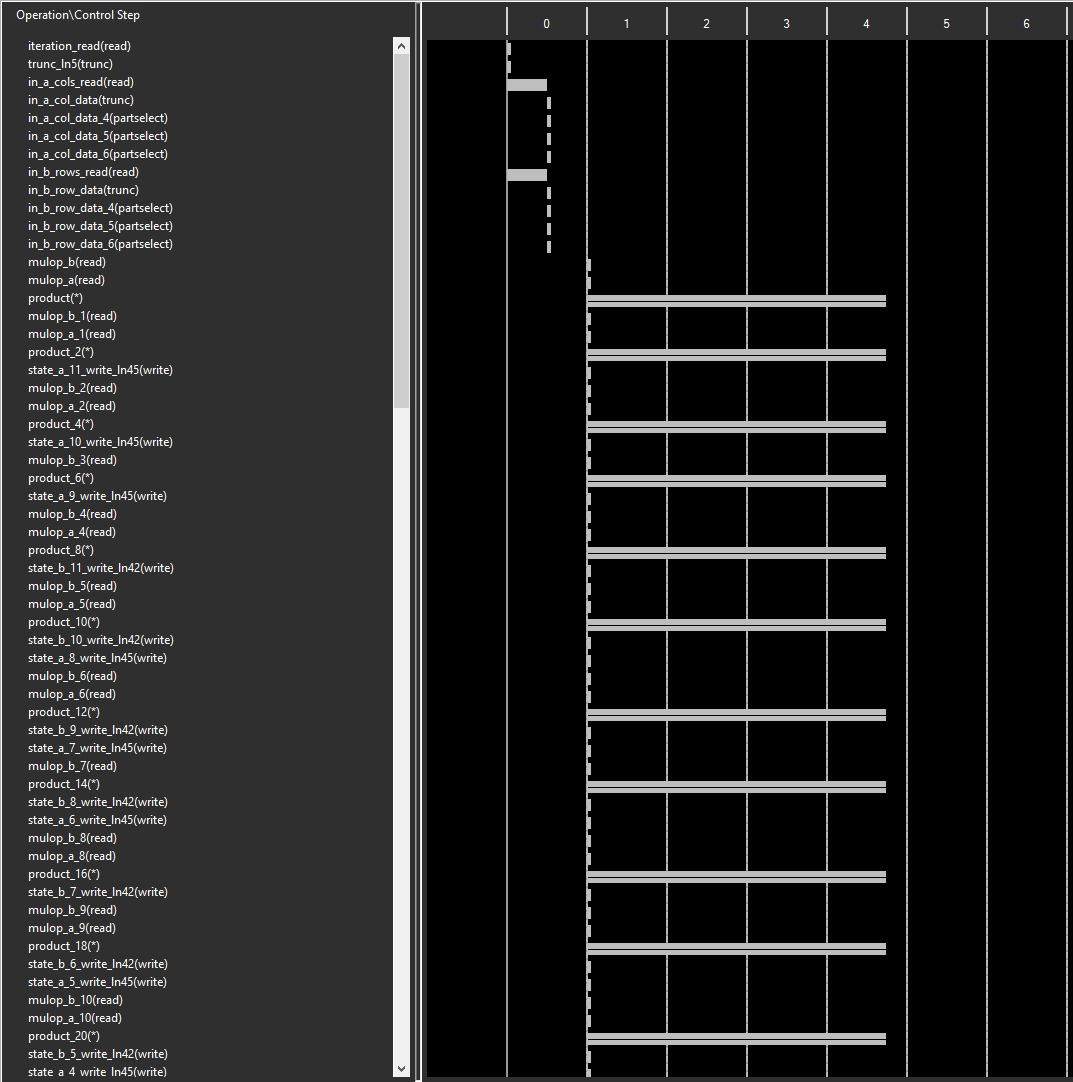 Operation\Control Step
0 1 2 3 4 5 6
iteration_read(read)
trunc_ln5(trunc)
in_a_cols_read(read)
in_a_col_data(trunc)
in_a_col_data_4(partselect)
in_a_col_data_5(partselect)
in_a_col_data_6(partselect)
in_b_rows_read(read)
in_b_row_data(trunc)
in_b_row_data_4(partselect)
in_b_row_data_5(partselect)
in_b_row_data_6(partselect)
mulop_b(read)
mulop_a(read)
product(*)
mulop_b_1(read)
mulop_a_1(read)
product_2(*)
state_a_11_write_ln45(write)
mulop_b_2(read)
mulop_a_2(read)
product_4(*)
state_a_10_write_ln45(write)
mulop_b_3(read)
product_6(*)
state_a_9_write_ln45(write)
mulop_b_4(read)
mulop_a_4(read)
product_8(*)
state_b_11_write_ln42(write)
mulop_b_5(read)
mulop_a_5(read)
product_10(*)
state_b_10_write_ln42(write)
state_a_8_write_ln45(write)
mulop_b_6(read)
mulop_a_6(read)
product_12(*)
state_b_9_write_ln42(write)
state_a_7_write_ln45(write)
mulop_b_7(read)
product_14(*)
state_b_8_write_ln42(write)
state_a_6_write_ln45(write)
mulop_b_8(read)
mulop_a_8(read)
product_16(*)
state_b_7_write_ln42(write)
mulop_b_9(read)
mulop_a_9(read)
product_18(*)
state_b_6_write_ln42(write)
state_a_5_write_ln45(write)
mulop_b_10(read)
mulop_a_10(read)
product_20(*)
state_b_5_write_ln42(write)
state_a_4_write_ln45(write)